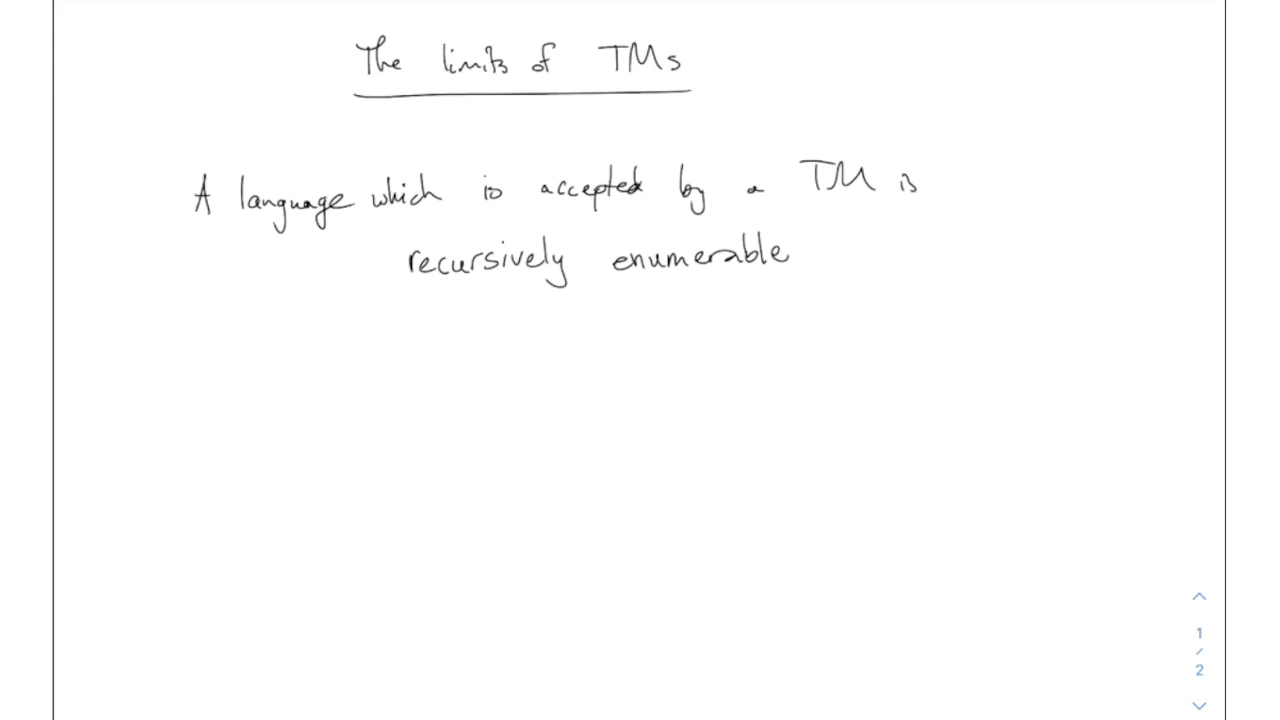 The limits of TMs
A language which is accepted by a TM is
recursively enumerable
1
/
2